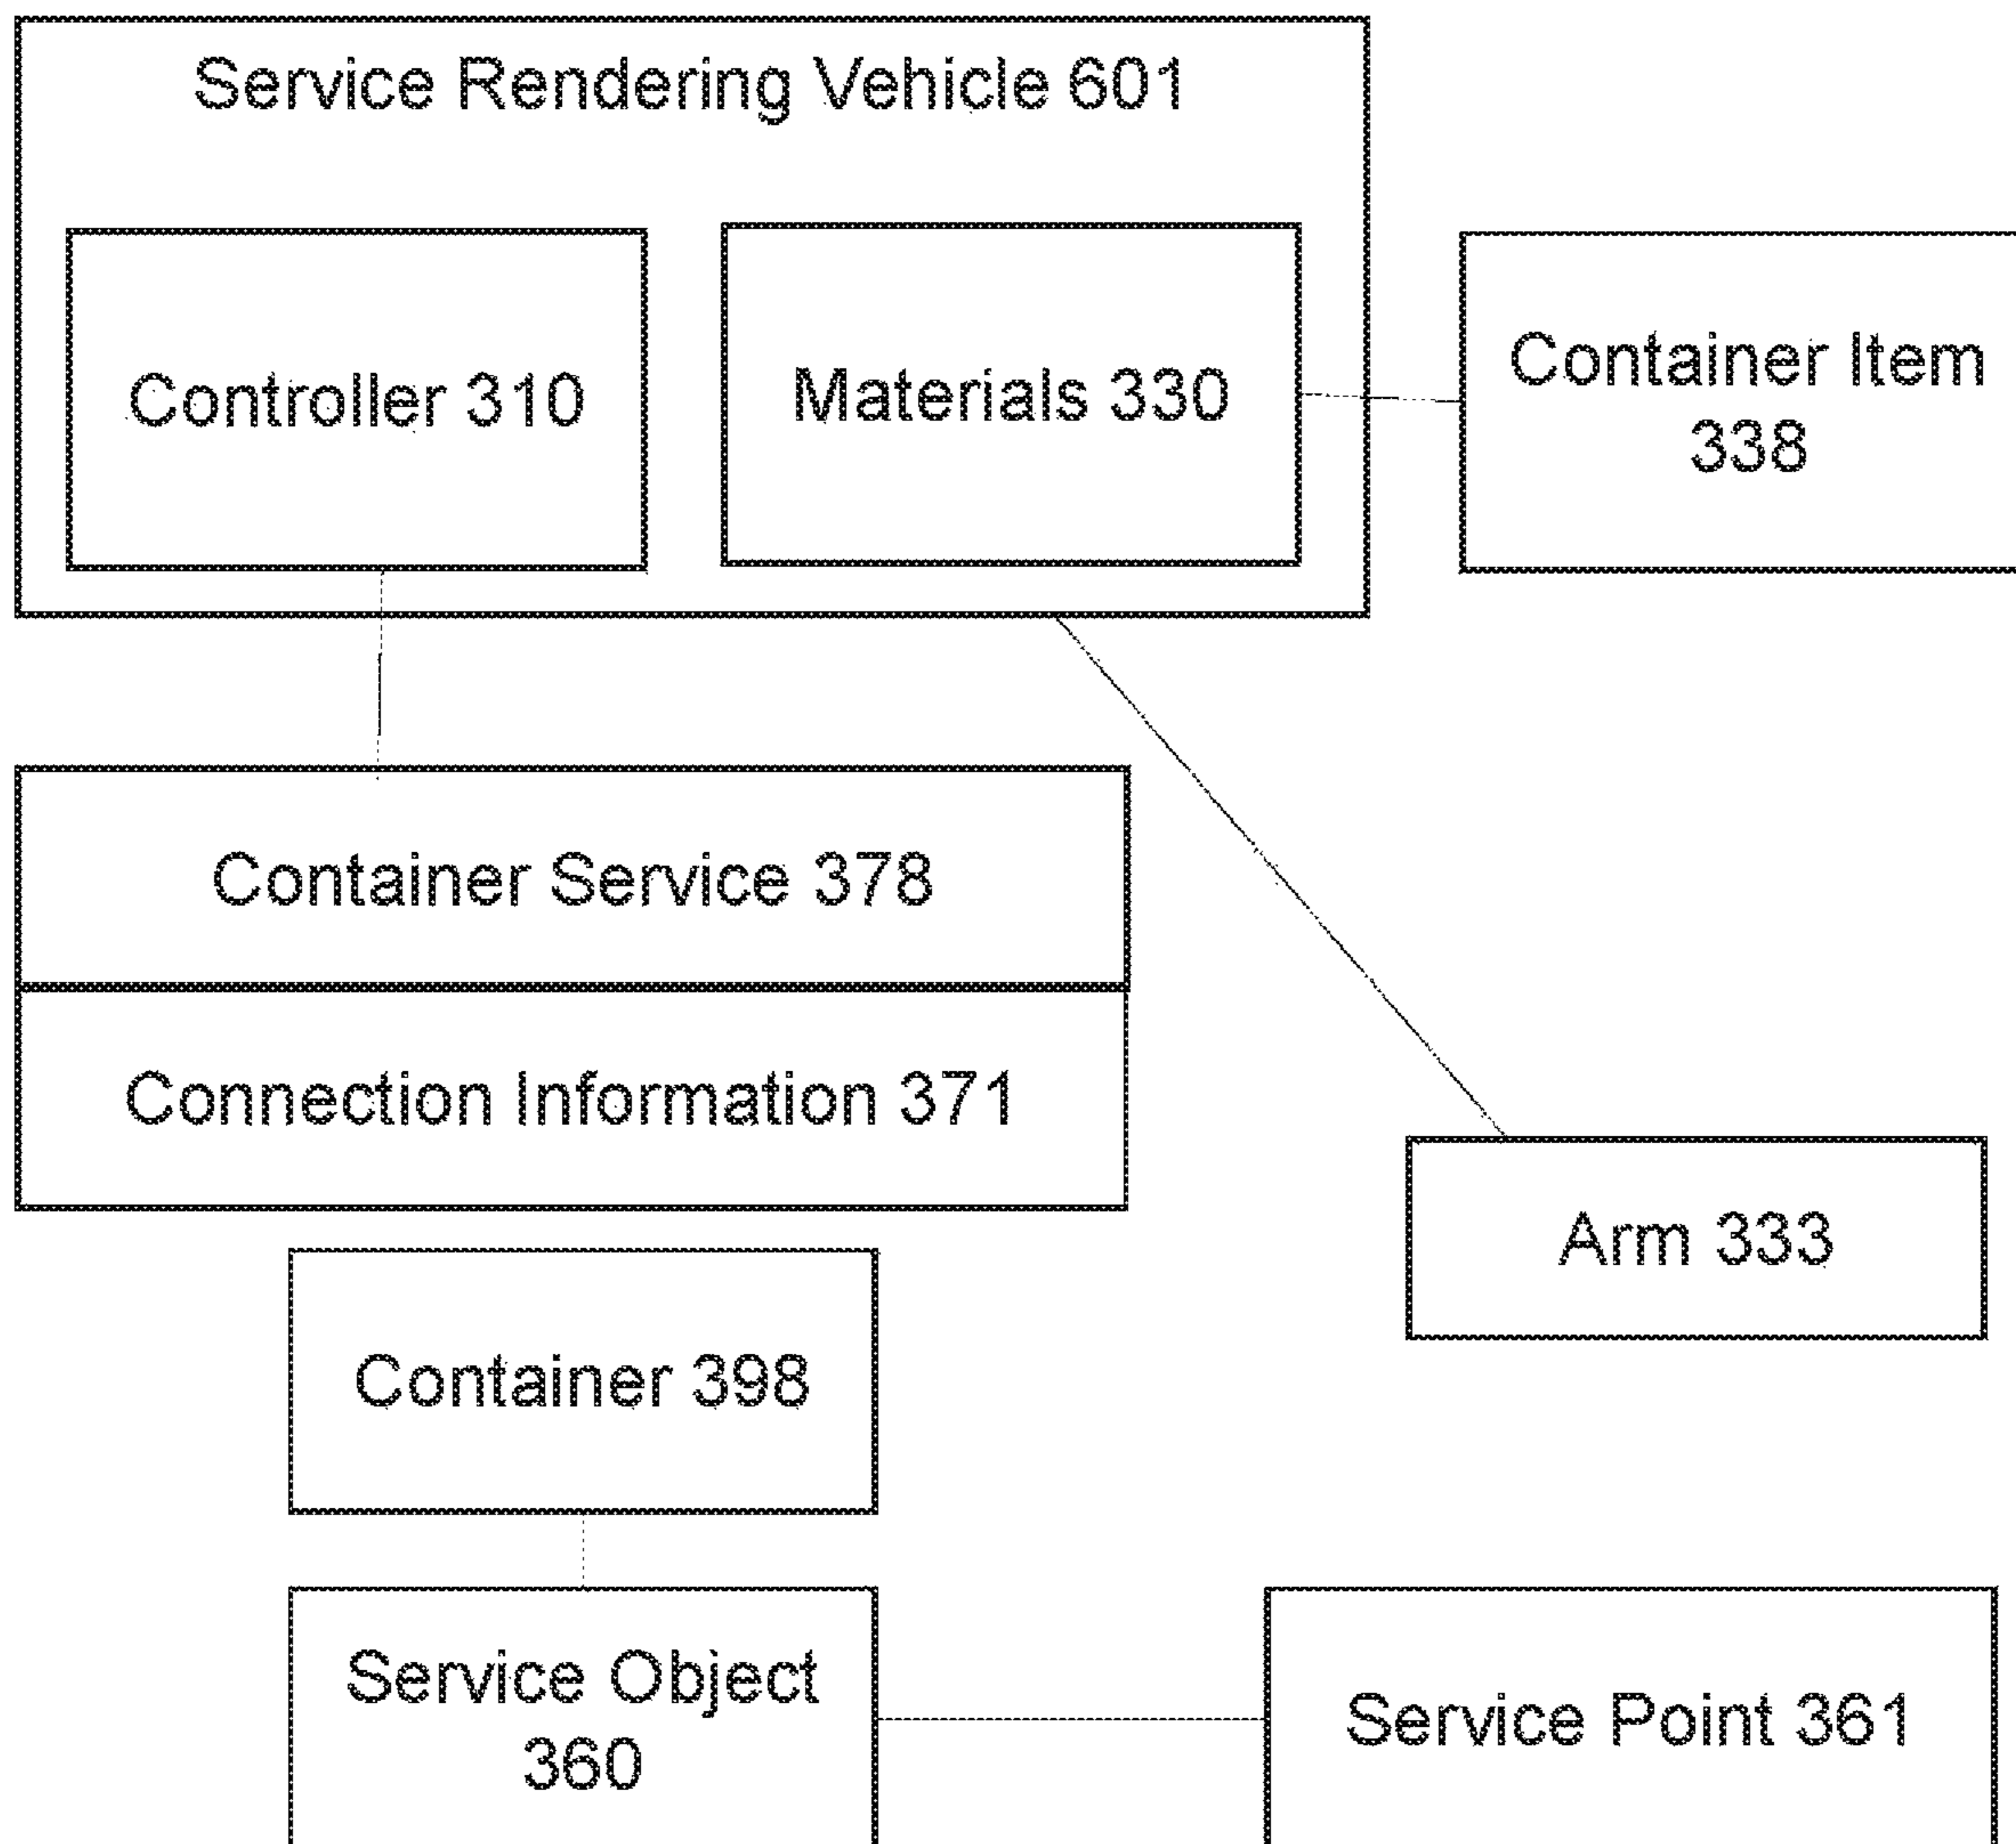 Service Rendering Vehicle 601
Controller 310
Materials 330
Container Item
338
Container Service 378
Connection Information 371
Arm 333
Container 398
Service Object
360
Service Point 361